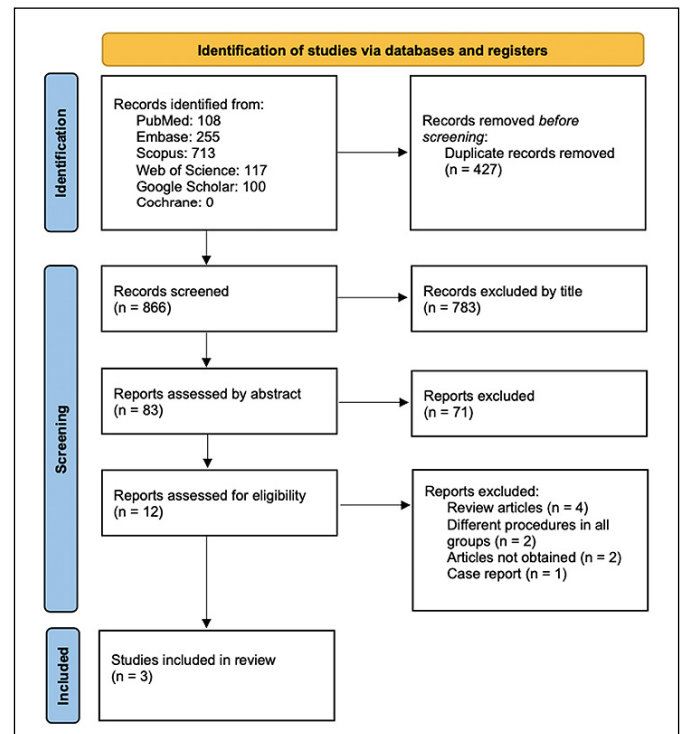 Identification of studies via databases and registers
Identification
Records identified from:
PubMed: 108
Embase: 255
Scopus: 713
Web of Science: 117
Google Scholar: 100
Cochrane: 0
Records removed before
screening:
Duplicate records removed
(n = 427)
Screening
Records screened
(n = 866)
Records excluded by title
(n = 783)
Reports assessed by abstract
(n = 83)
Reports excluded
(n = 71)
Reports assessed for eligibility
(n = 12)
Reports excluded:
Review articles (n = 4)
Different procedures in all
groups (n = 2)
Articles not obtained (n = 2)
Case report (n = 1)
Included
Studies included in review
(n = 3)